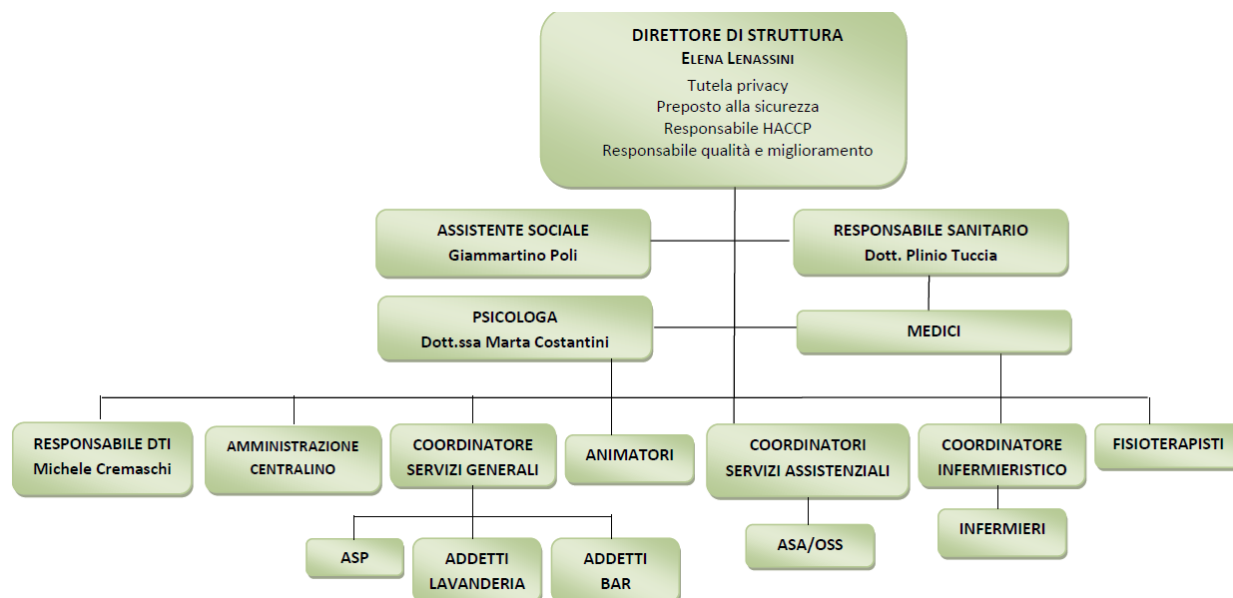 DIRETTORE DI STRUTTURA
ELENA LENASSINI
Tutela privacy
Preposto alla sicurezza
Responsabile HACCP
Responsabile qualità e miglioramento
ASSISTENTE SOCIALE
Giammartino Poli
RESPONSABILE SANITARIO
Dott. Plinio Tuccia
PSICOLOGA
Dott.ssa Marta Costantini
MEDICI
RESPONSABILE DTI
Michele Cremaschi
AMMINISTRAZIONE
CENTRALINO
COORDINATORE
SERVIZI GENERALI
ANIMATORI
COORDINATORI
SERVIZI ASSISTENZIALI
COORDINATORE
INFERMIERISTICO
FISIOTERAPISTI
ASP
ADDETTI
LAVANDERIA
ADDETTI
BAR
ASA/OSS
INFERMIERI